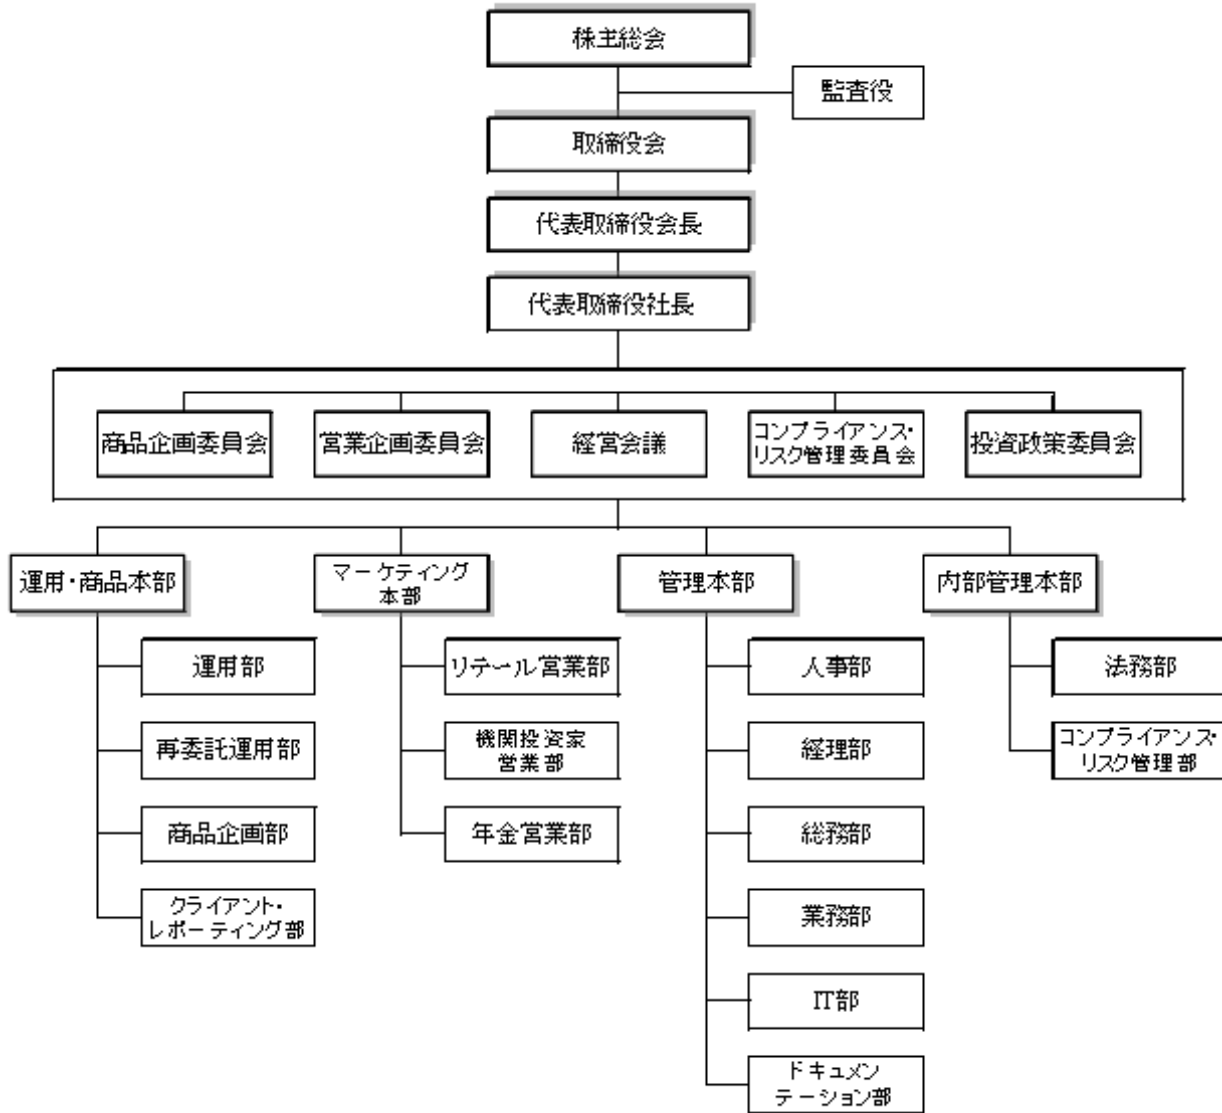 株主総会
監査役
取締役会
代表取締役会長
代表取締役社長
商品企画委員会
営業企画委員会
経営会議
コンプライアンス・
リスク管理委員会
投資政策委員会
運用・商品本部
マーケティング
本部
管理本部
内部管理本部
運用部
リテール営業部
人事部
法務部
再委託運用部
機関投資家
営業部
経理部
コンプライアンス・
リスク管理部
商品企画部
年金営業部
総務部
クライアント・
レポーティング部
業務部
IT部
ドキュメン
テーション部